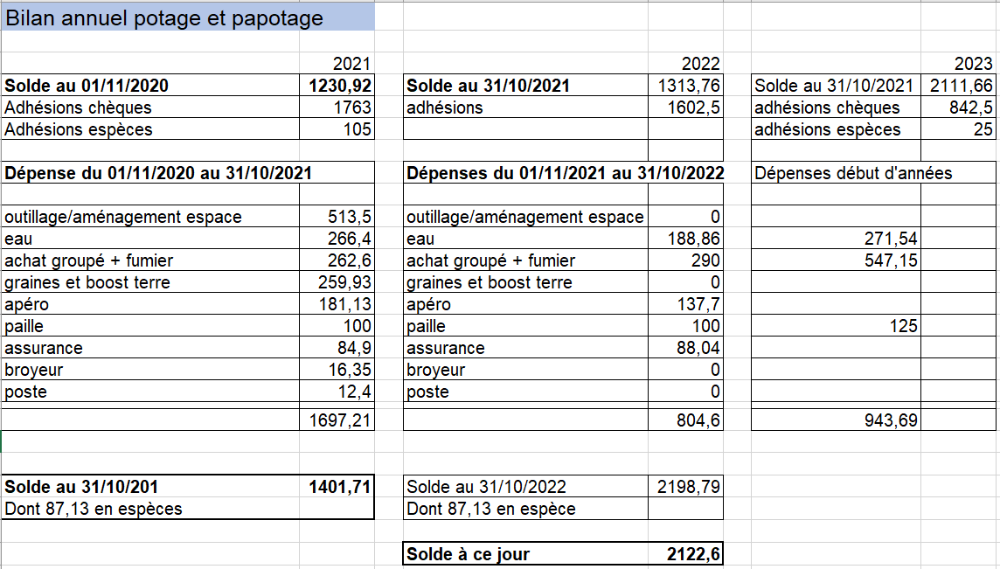 Bilan annuel potage et papotage
2021 2022 2023
Solde au 01/11/2020 1230,92 Solde au 31/10/2021 1313,76 Solde au 31/10/2021 2111,66
Adhésions chèques 1763 adhésions 1602,5 adhésions chèques 842,5
Adhésions espèces 105 adhésions espèces 25
Dépense du 01/11/2020 au 31/10/2021 Dépenses du 01/11/2021 au 31/10/2022 Dépenses début d'années
outillage/aménagement espace 513,5 outillage/aménagement espace 0
eau 266,4 eau 188,86 271,54
achat groupé + fumier 262,6 achat groupé + fumier 290 547,15
graines et boost terre 259,93 graines et boost terre 0
apéro 181,13 apéro 137,7
paille 100 paille 100 125
assurance 84,9 assurance 88,04
broyeur 16,35 broyeur 0
poste 12,4 poste 0
1697,21 804,6 943,69
Solde au 31/10/201 1401,71 Solde au 31/10/2022 2198,79
Dont 87,13 en espèces Dont 87,13 en espèce
Solde à ce jour 2122,6